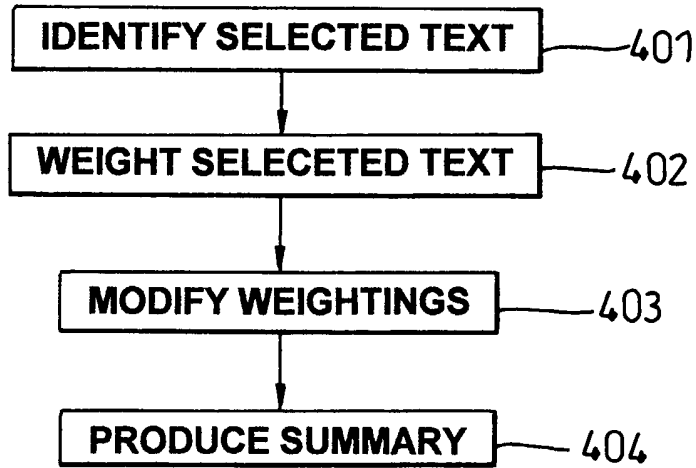 IDENTIFY SELECTED TEXT 401
WEIGHT SELECETED TEXT 402
MODIFY WEIGHTINGS 403
PRODUCE SUMMARY 404